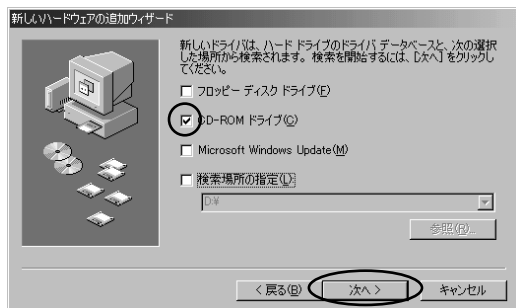 新しいハードウェアの追加ウィザード
新しいドライバは、ハード ドライブのドライバ データベースと、次の選択
した場所から検索されます。検索を開始するには、[次へ] をクリックし
てください。
フロッピー ディスク ドライブ(F)
CD-ROM ドライブ(C)
Microsoft Windows Update(M)
検索場所の指定(L):
D:¥
参照(R)...
< 戻る(B)
次へ >
キャンセル